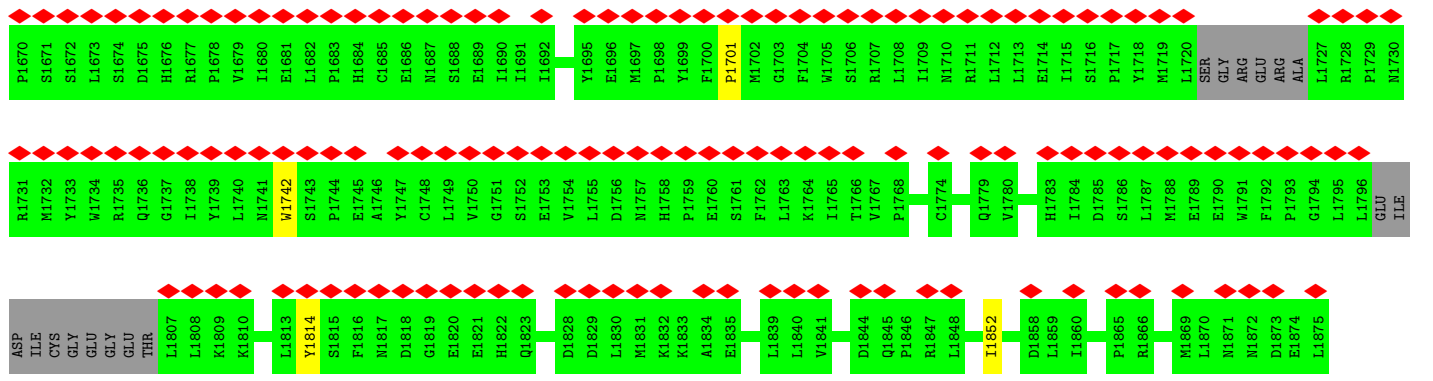 P1670 S1671 S1672 L1673 S1674 D1675 H1676 R1677 P1678 V1679 I1680 E1681 L1682 P1683 H1684 C1685 E1686 N1687 S1688 E1689 I1690 I1691 I1692 Y1695 E1696 M1697 P1698 Y1699 F1700 P1701 M1702 G1703 F1704 W1705 S1706 R1707 L1708 I1709 N1710 R1711 L1712 L1713 E1714 I1715 S1716 P1717 Y1718 M1719 L1720 SER GLY ARG GLU ARG ALA L1727 R1728 P1729 N1730
R1731 M1732 Y1733 W1734 R1735 Q1736 G1737 I1738 Y1739 L1740 N1741 W1742 S1743 P1744 E1745 A1746 Y1747 C1748 L1749 V1750 G1751 S1752 E1753 V1754 L1755 D1756 N1757 H1758 P1759 E1760 S1761 F1762 L1763 K1764 I1765 T1766 V1767 P1768 C1774 Q1779 V1780 H1783 I1784 D1785 S1786 L1787 M1788 E1789 E1790 W1791 F1792 P1793 G1794 L1795 L1796 GLU ILE
ASP ILE CYS GLY GLU GLY GLU THR L1807 L1808 K1809 K1810 L1813 Y1814 S1815 F1816 N1817 D1818 G1819 E1820 E1821 H1822 Q1823 D1828 D1829 L1830 M1831 K1832 K1833 A1834 E1835 L1839 L1840 V1841 D1844 Q1845 P1846 R1847 L1848 I1852 D1858 L1859 I1860 P1865 R1866 M1869 L1870 N1871 N1872 D1873 E1874 L1875